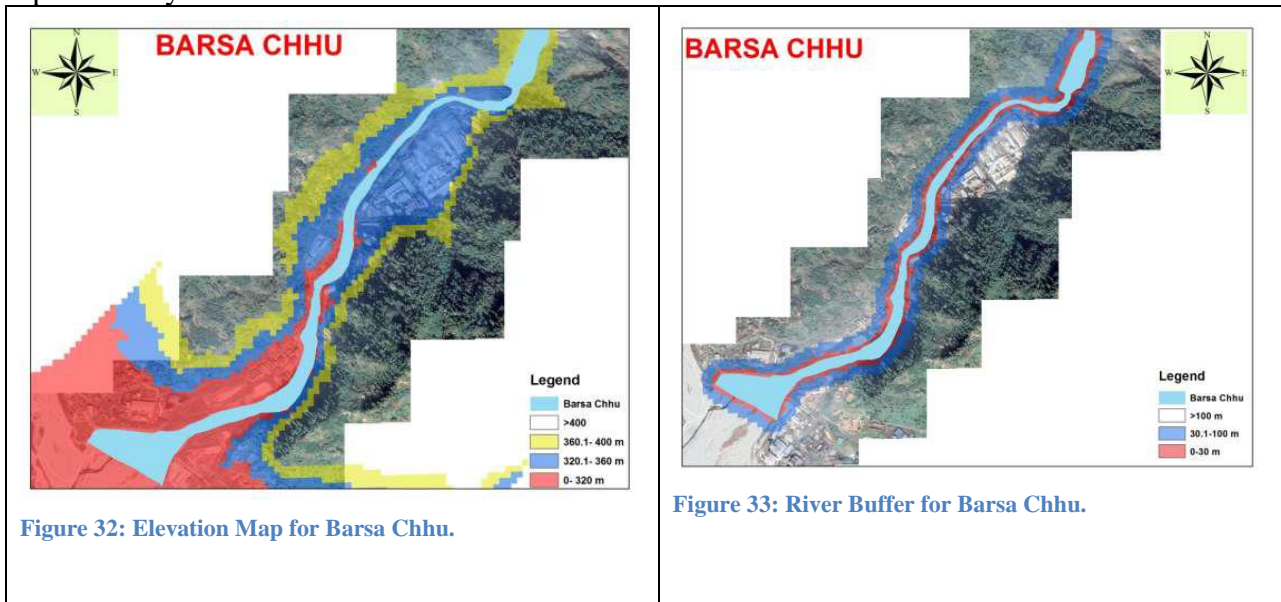 BARSA CHHU
N
W
E
S
Legend
Barsa Chhu
>400
360.1- 400 m
320.1- 360 m
0- 320 m
Figure 32: Elevation Map for Barsa Chhu.
BARSA CHHU
N
W
E
S
Legend
Barsa Chhu
>100 m
30.1-100 m
0-30 m
Figure 33: River Buffer for Barsa Chhu.